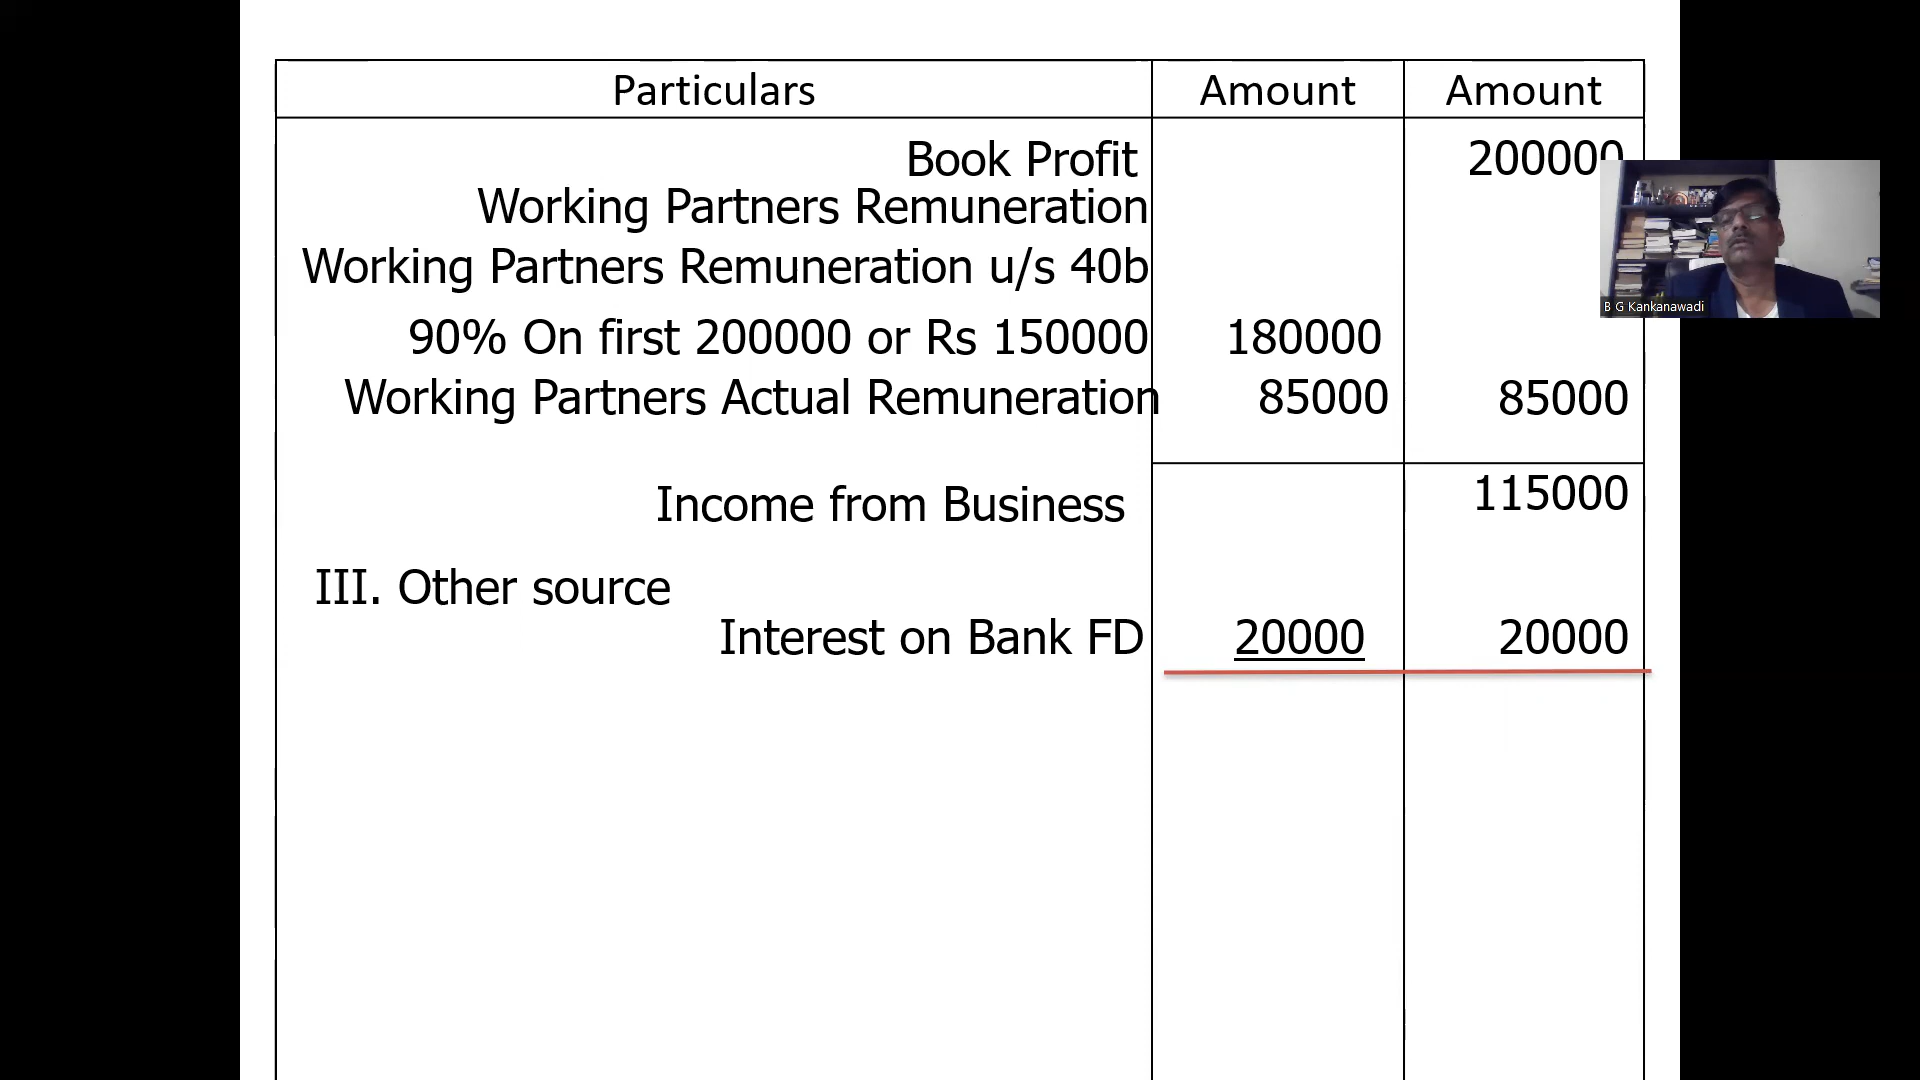 Particulars Amount Amount
Book Profit 200000
Working Partners Remuneration
Working Partners Remuneration u/s 40b
90% On first 200000 or Rs 150000 180000
Working Partners Actual Remuneration 85000 85000
Income from Business 115000
III. Other source
Interest on Bank FD 20000 20000
B G Kankanawadi